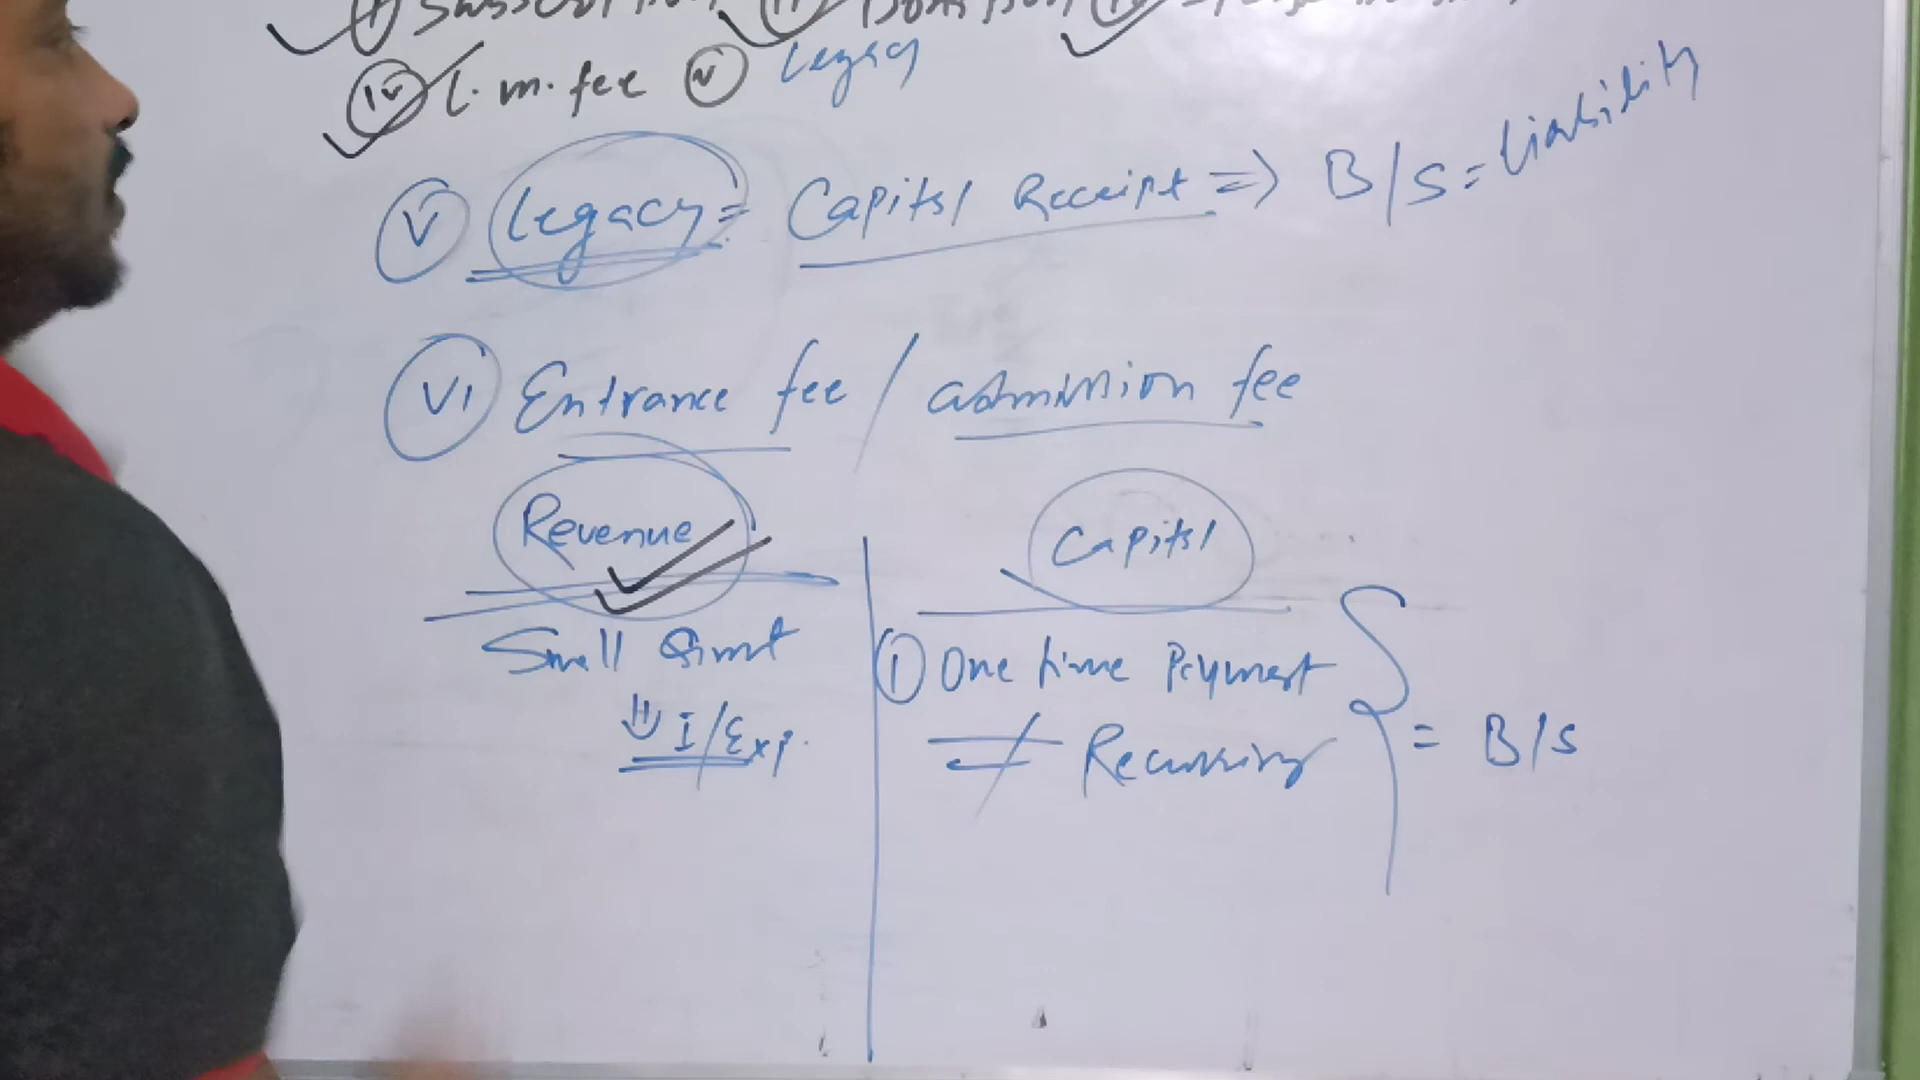 (iv) L.m.fee (v) Legacy
(V) Legacy = Capital Receipt => B/S = Liability
(VI) Entrance fee / admission fee
Revenue Capital
Small Amt (1) One time Payment
I/Exp. ≠ Recurring = B/S